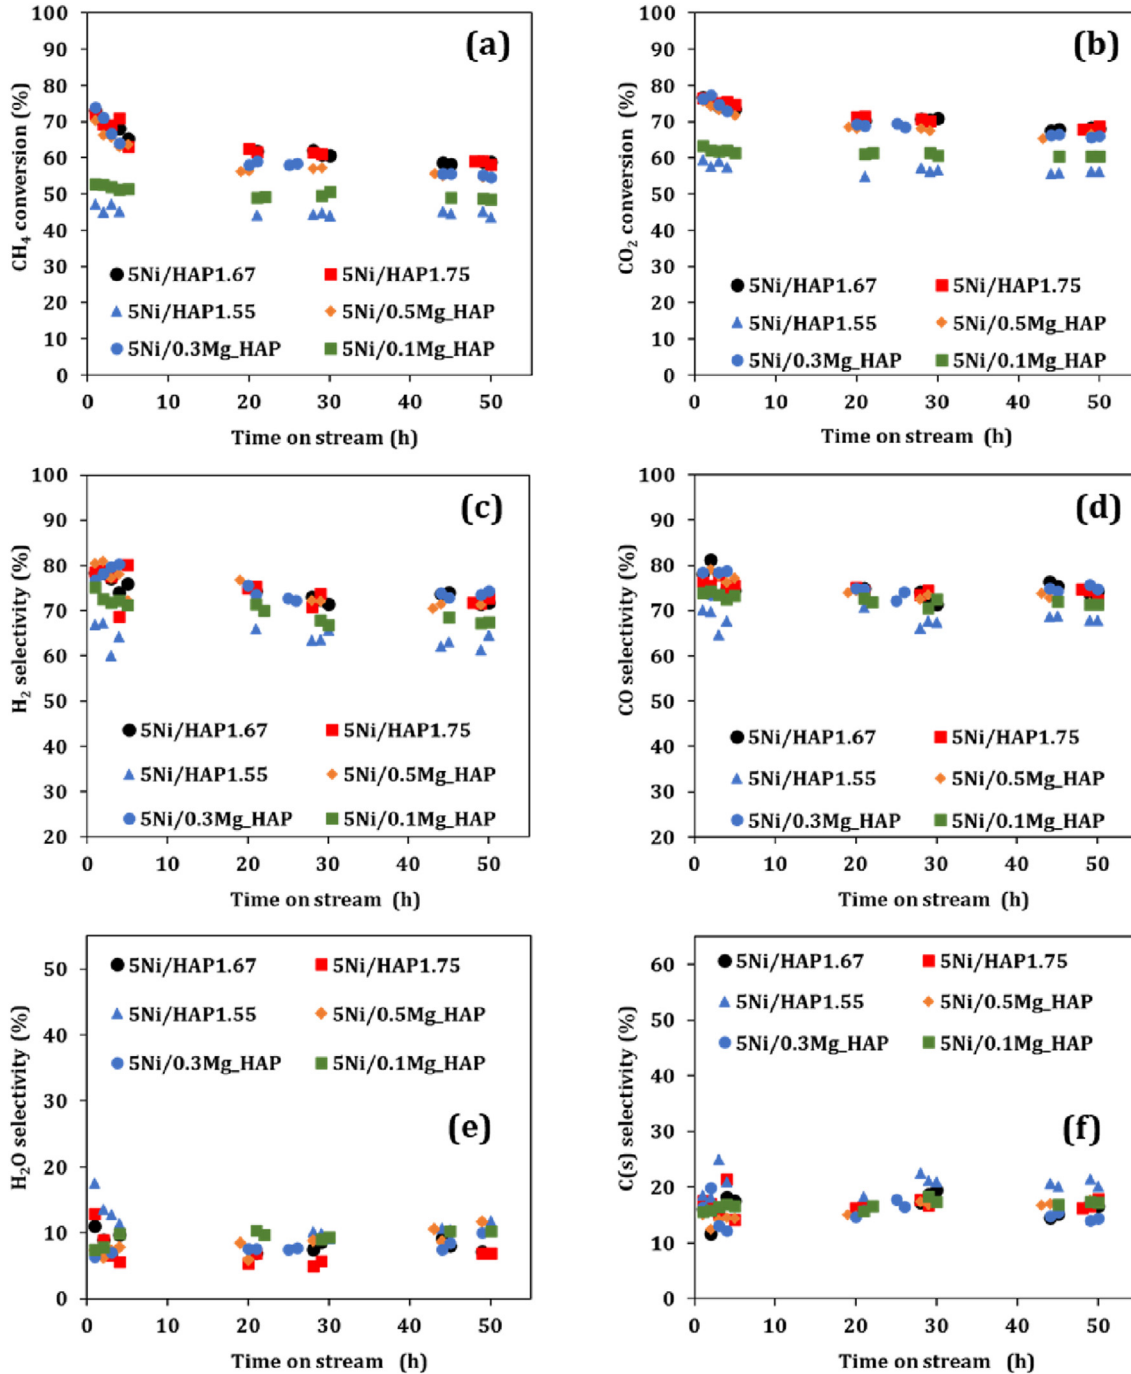 (a)
CH4 conversion (%)
100
90
80
70
60
50
40
30
20
10
0
5Ni/HAP1.67
5Ni/HAP1.75
5Ni/HAP1.55
5Ni/0.5Mg_HAP
5Ni/0.3Mg_HAP
5Ni/0.1Mg_HAP
0 10 20 30 40 50
Time on stream (h)
(b)
CO2 conversion (%)
100
90
80
70
60
50
40
30
20
10
0
5Ni/HAP1.67
5Ni/HAP1.75
5Ni/HAP1.55
5Ni/0.5Mg_HAP
5Ni/0.3Mg_HAP
5Ni/0.1Mg_HAP
0 10 20 30 40 50
Time on stream (h)
(c)
H2 selectivity (%)
100
90
80
70
60
50
40
30
20
5Ni/HAP1.67
5Ni/HAP1.75
5Ni/HAP1.55
5Ni/0.5Mg_HAP
5Ni/0.3Mg_HAP
5Ni/0.1Mg_HAP
0 10 20 30 40 50
Time on stream (h)
(d)
CO selectivity (%)
100
90
80
70
60
50
40
30
20
5Ni/HAP1.67
5Ni/HAP1.75
5Ni/HAP1.55
5Ni/0.5Mg_HAP
5Ni/0.3Mg_HAP
5Ni/0.1Mg_HAP
0 10 20 30 40 50
Time on stream (h)
(e)
H2O selectivity (%)
50
40
30
20
10
0
5Ni/HAP1.67
5Ni/HAP1.75
5Ni/HAP1.55
5Ni/0.5Mg_HAP
5Ni/0.3Mg_HAP
5Ni/0.1Mg_HAP
0 10 20 30 40 50
Time on stream (h)
(f)
C(s) selectivity (%)
60
50
40
30
20
10
0
5Ni/HAP1.67
5Ni/HAP1.75
5Ni/HAP1.55
5Ni/0.5Mg_HAP
5Ni/0.3Mg_HAP
5Ni/0.1Mg_HAP
0 10 20 30 40 50
Time on stream (h)